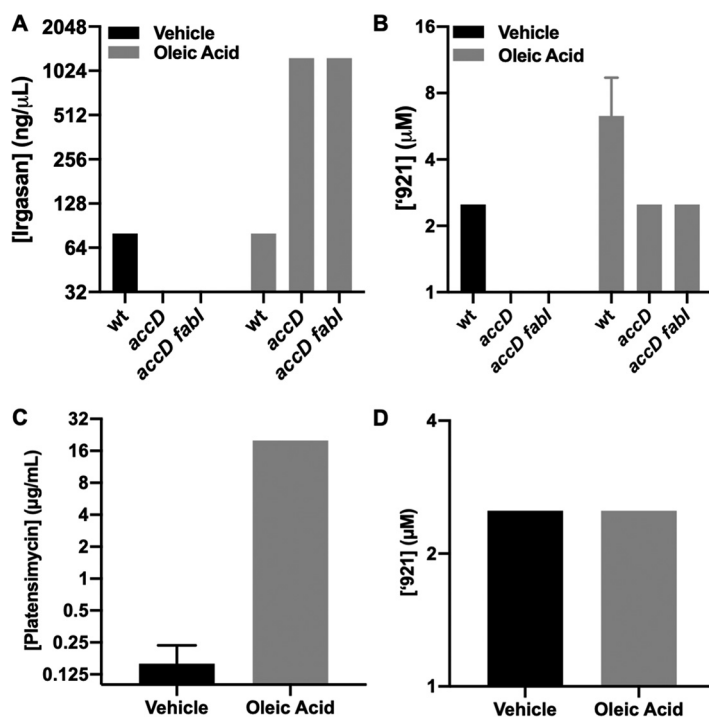 A
Vehicle
Oleic Acid
[Irgasan] (ng/µL)
2048
1024
512
256
128
64
32
wt
accD
accD fabI
wt
accD
accD fabI
B
Vehicle
Oleic Acid
['921] (µM)
16
8
4
2
1
wt
accD
accD fabI
wt
accD
accD fabI
C
[Platensimycin] (µg/mL)
32
16
8
4
2
1
0.5
0.25
0.125
Vehicle
Oleic Acid
D
['921] (µM)
4
2
1
Vehicle
Oleic Acid